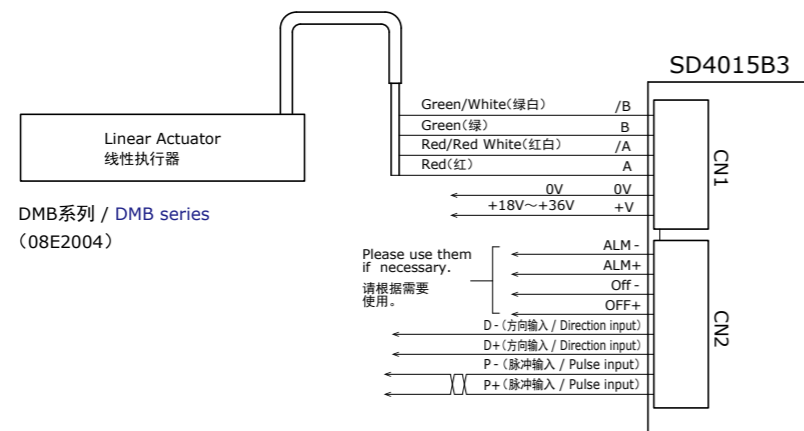 SD4015B3
Linear Actuator
线性执行器
DMB系列 / DMB series
（08E2004）
Green/White（绿白） /B
Green（绿） B
Red/Red White（红白） /A
Red（红） A
0V 0V
+18V～+36V +V
CN1
Please use them
if necessary.
请根据需要
使用。
ALM -
ALM+
Off -
OFF+
D -（方向输入 / Direction input）
D+（方向输入 / Direction input）
P -（脉冲输入 / Pulse input）
P+（脉冲输入 / Pulse input）
CN2